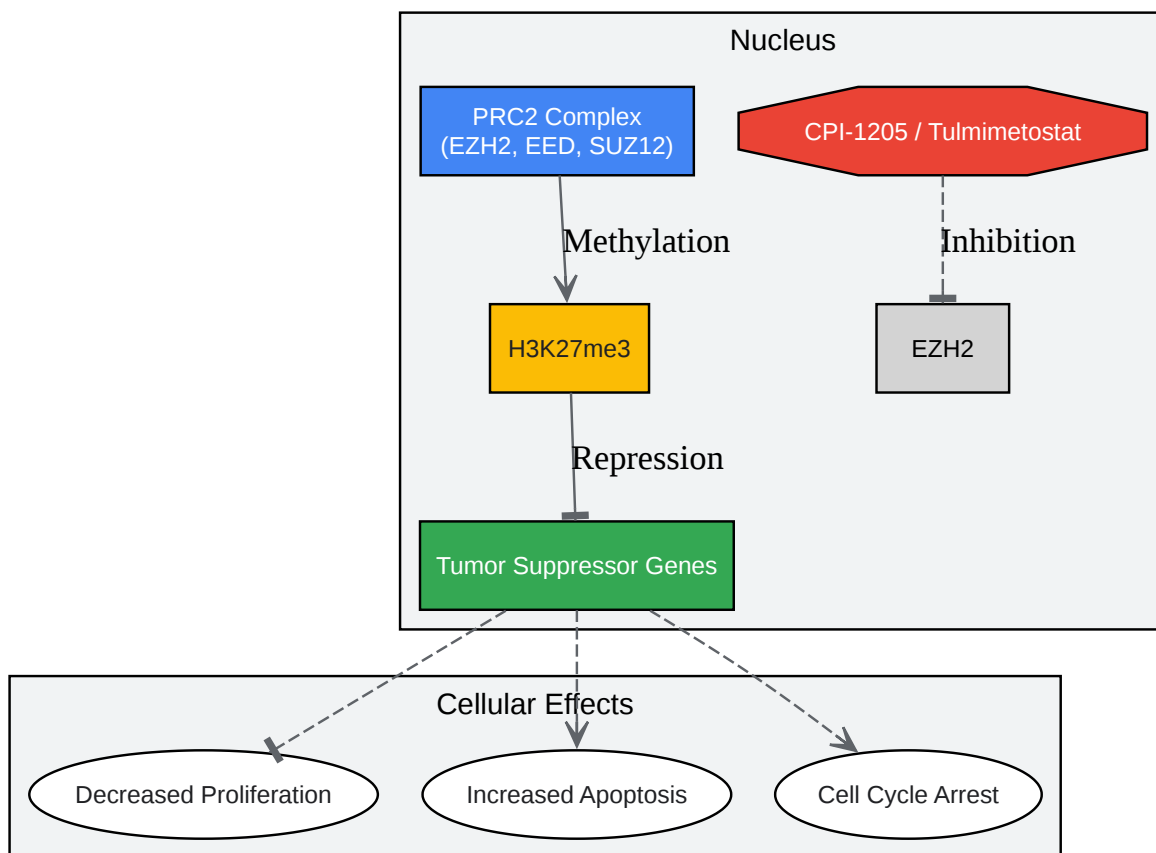 Nucleus
PRC2 Complex
(EZH2, EED, SUZ12)
CPI-1205 / Tulmimetostat
Methylation
Inhibition
H3K27me3
EZH2
Repression
Tumor Suppressor Genes
Cellular Effects
Decreased Proliferation
Increased Apoptosis
Cell Cycle Arrest